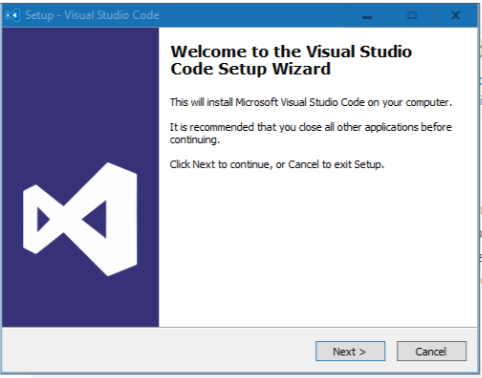 Setup - Visual Studio Code
Welcome to the Visual Studio
Code Setup Wizard
This will install Microsoft Visual Studio Code on your computer.
It is recommended that you close all other applications before
continuing.
Click Next to continue, or Cancel to exit Setup.
Next >
Cancel